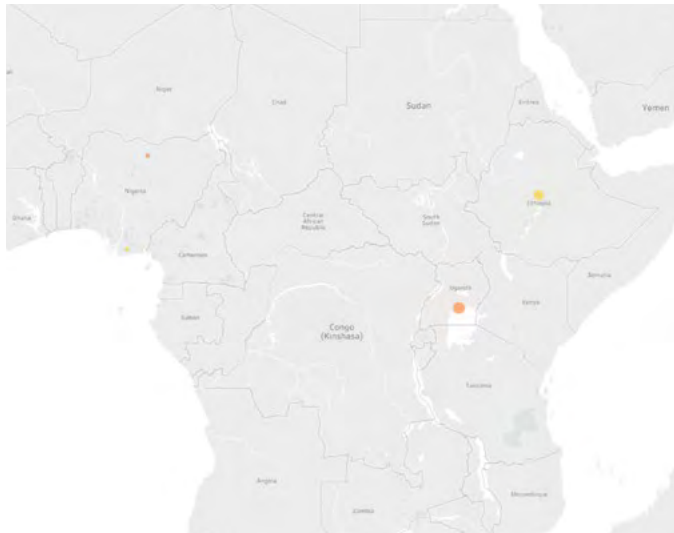 Niger
Chad
Sudan
Eritrea
Yemen
Nigeria
Ghana
Ethiopia
Central
African
Republic
South
Sudan
Cameroon
Somalia
Uganda
Kenya
Gabon
Congo
(Kinshasa)
Tanzania
Angola
Zambia
Mozambique